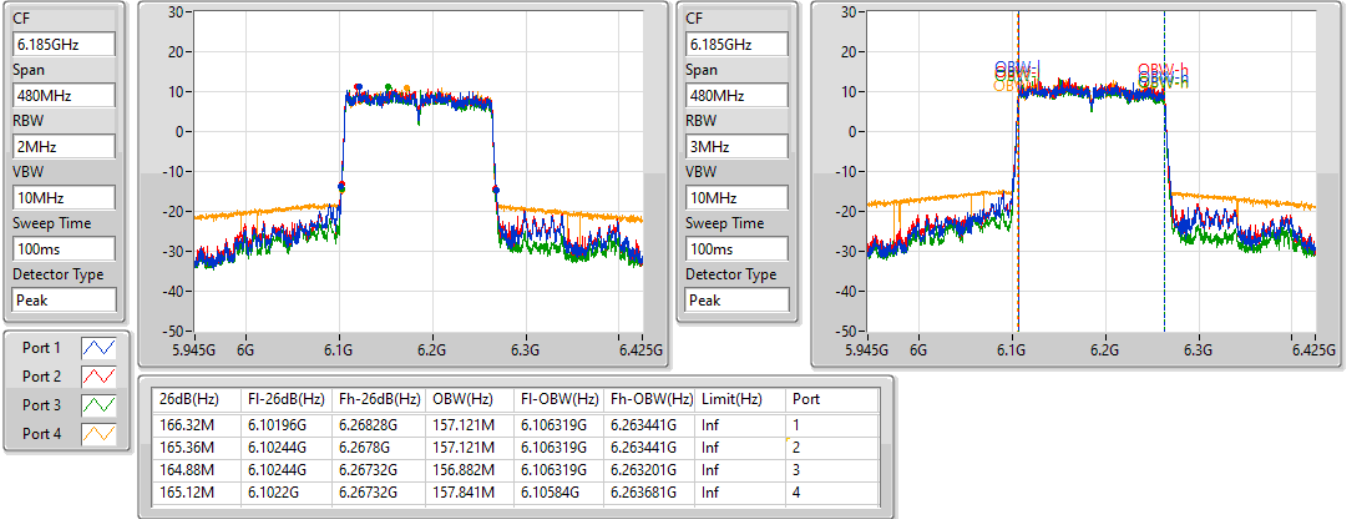 CF
6.185GHz
Span
480MHz
RBW
2MHz
VBW
10MHz
Sweep Time
100ms
Detector Type
Peak
30
20
10
0
-10
-20
-30
-40
-50
5.945G 6G 6.1G 6.2G 6.3G 6.425G
CF
6.185GHz
Span
480MHz
RBW
3MHz
VBW
10MHz
Sweep Time
100ms
Detector Type
Peak
30
20
10
0
-10
-20
-30
-40
-50
OBW-l OBW-h
5.945G 6G 6.1G 6.2G 6.3G 6.425G
Port 1
Port 2
Port 3
Port 4
26dB(Hz) Fl-26dB(Hz) Fh-26dB(Hz) OBW(Hz) Fl-OBW(Hz) Fh-OBW(Hz) Limit(Hz) Port
166.32M 6.10196G 6.26828G 157.121M 6.106319G 6.263441G Inf 1
165.36M 6.10244G 6.2678G 157.121M 6.106319G 6.263441G Inf 2
164.88M 6.10244G 6.26732G 156.882M 6.106319G 6.263201G Inf 3
165.12M 6.1022G 6.26732G 157.841M 6.10584G 6.263681G Inf 4